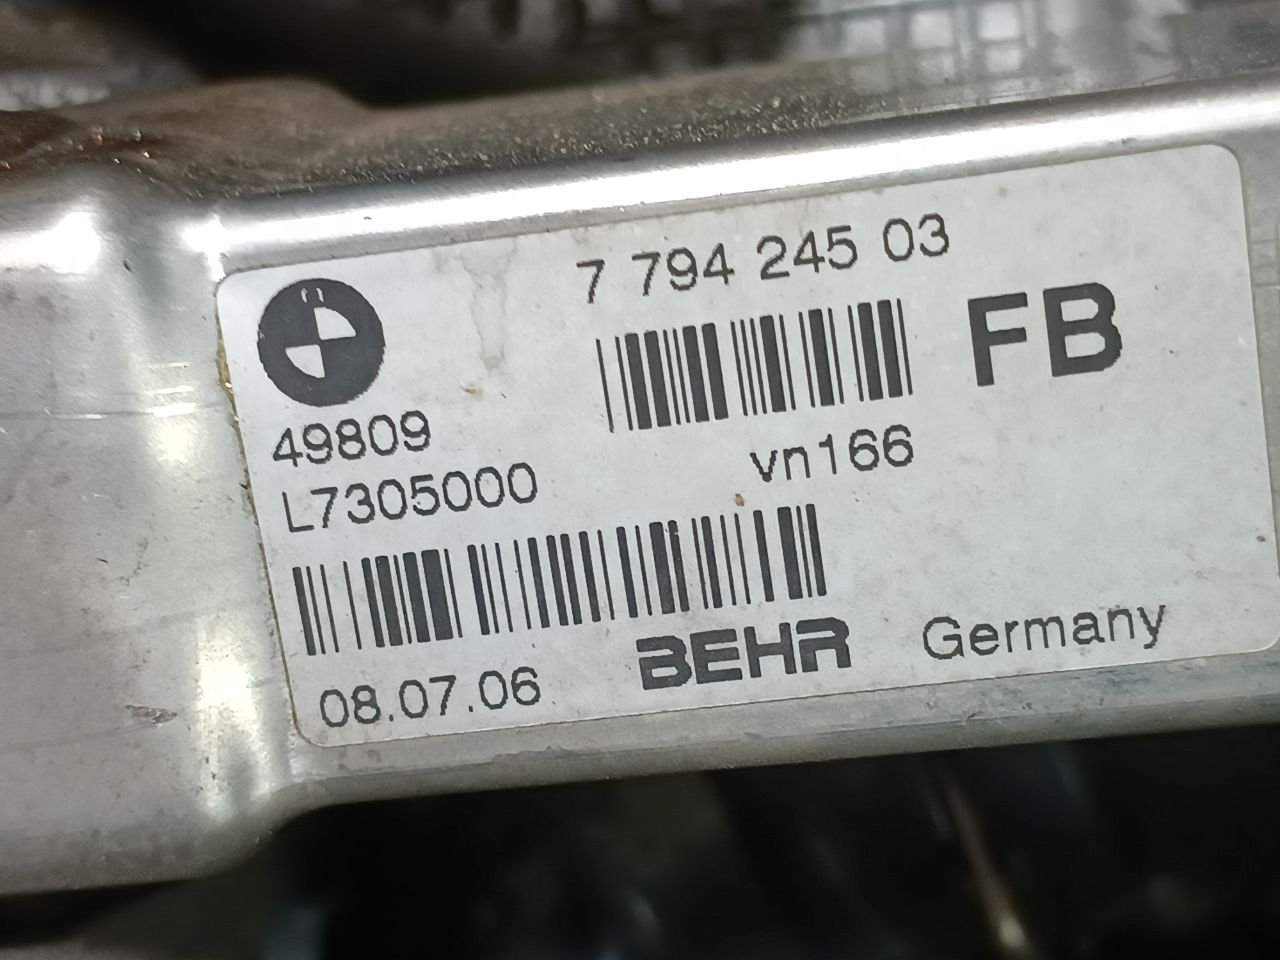 7 794 245 03
FB
49809
L7305000
vn166
08.07.06
BEHR
Germany